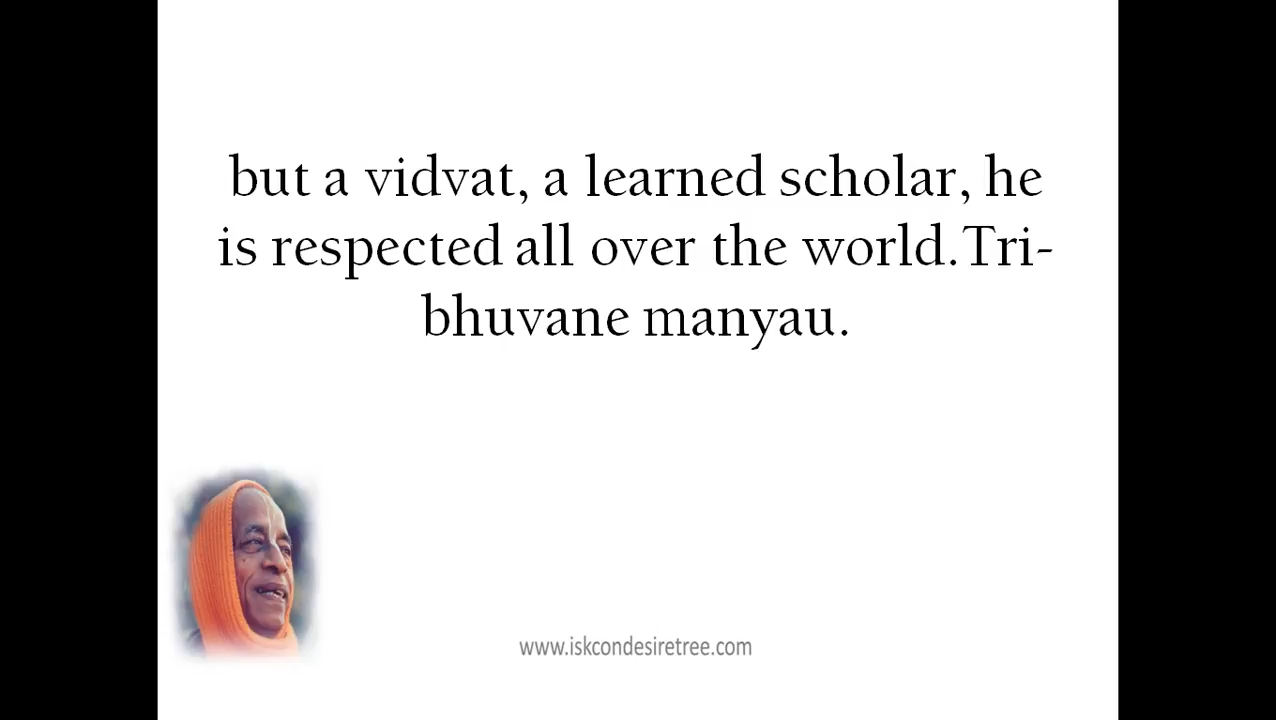 but a vidvat, a learned scholar, he
is respected all over the world.Tri-
bhuvane manyau.
www.iskcondesiretree.com